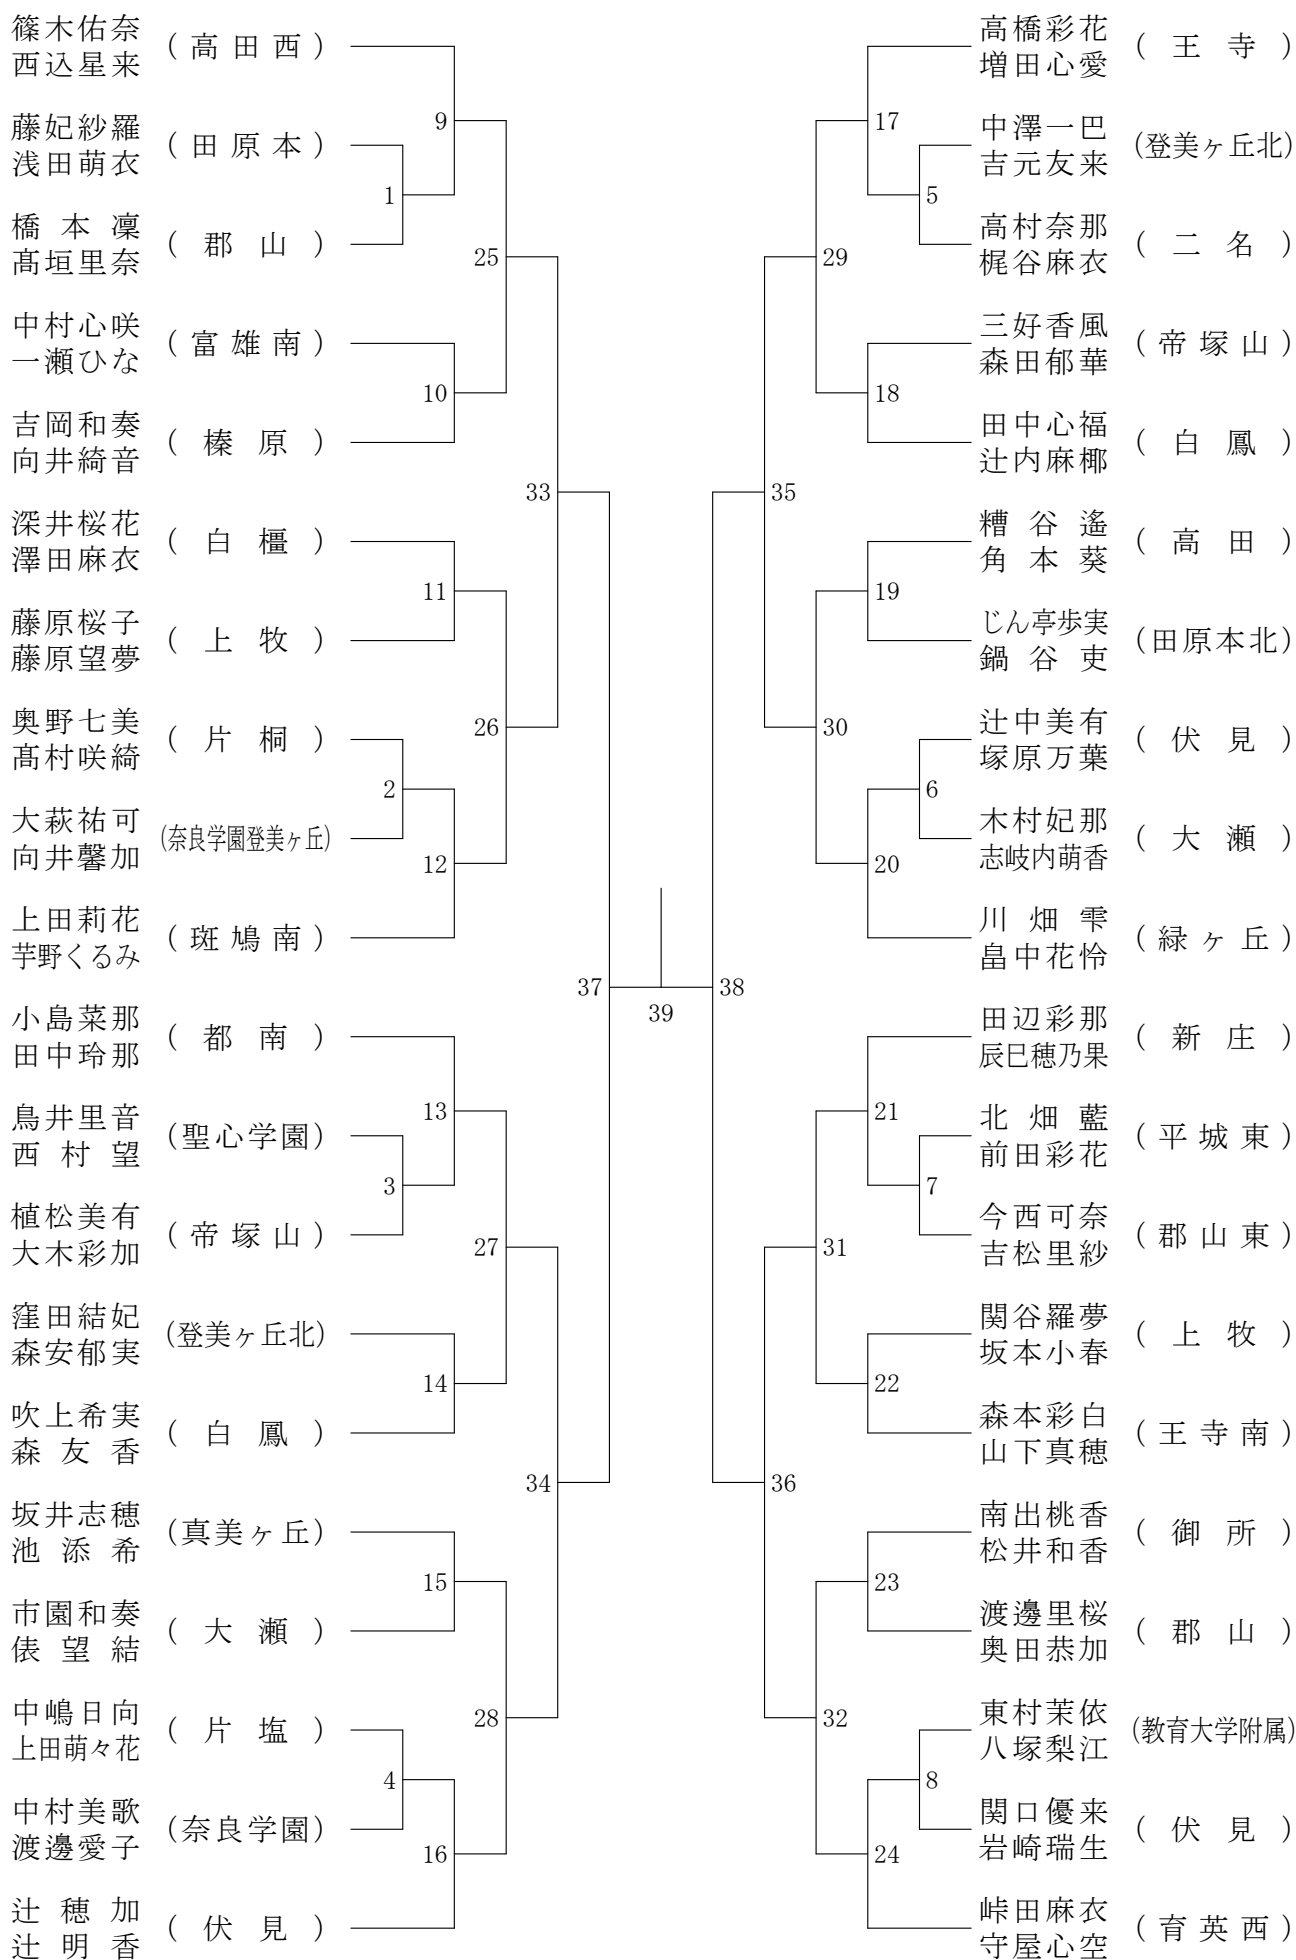 篠木佑奈
西込星来
(高田西)
9
藤妃紗羅
浅田萌衣
(田原本)
1
橋本凜
髙垣里奈
(郡山)
25
中村心咲
一瀬ひな
(富雄南)
10
吉岡和奏
向井綺音
(榛原)
33
深井桜花
澤田麻衣
(白橿)
11
藤原桜子
藤原望夢
(上牧)
26
奥野七美
髙村咲綺
(片桐)
2
大萩祐可
向井馨加
(奈良学園登美ヶ丘)
12
上田莉花
芋野くるみ
(斑鳩南)
37
小島菜那
田中玲那
(都南)
13
鳥井里音
西村望
(聖心学園)
3
植松美有
大木彩加
(帝塚山)
27
窪田結妃
森安郁実
(登美ヶ丘北)
14
吹上希実
森友香
(白鳳)
34
坂井志穂
池添希
(真美ヶ丘)
15
市園和奏
俵望結
(大瀬)
28
中嶋日向
上田萌々花
(片塩)
4
中村美歌
渡邊愛子
(奈良学園)
16
辻穂加
辻明香
(伏見)
39
高橋彩花
増田心愛
(王寺)
17
中澤一巴
吉元友来
(登美ヶ丘北)
5
高村奈那
梶谷麻衣
(二名)
29
三好香風
森田郁華
(帝塚山)
18
田中心福
辻内麻椰
(白鳳)
35
糟谷遙
角本葵
(高田)
19
じん亭歩実
鍋谷吏
(田原本北)
30
辻中美有
塚原万葉
(伏見)
6
木村妃那
志岐内萌香
(大瀬)
20
川畑雫
畠中花怜
(緑ヶ丘)
38
田辺彩那
辰巳穂乃果
(新庄)
21
北畑藍
前田彩花
(平城東)
7
今西可奈
吉松里紗
(郡山東)
31
関谷羅夢
坂本小春
(上牧)
22
森本彩白
山下真穂
(王寺南)
36
南出桃香
松井和香
(御所)
23
渡邊里桜
奥田恭加
(郡山)
32
東村茉依
八塚梨江
(教育大学附属)
8
関口優来
岩崎瑞生
(伏見)
24
峠田麻衣
守屋心空
(育英西)